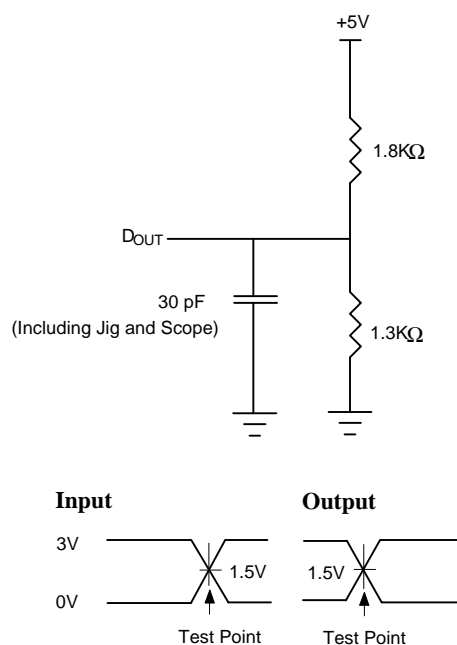 +5V
1.8KΩ
DOUT
30 pF
(Including Jig and Scope)
1.3KΩ
Input
Output
3V
1.5V
1.5V
0V
Test Point
Test Point